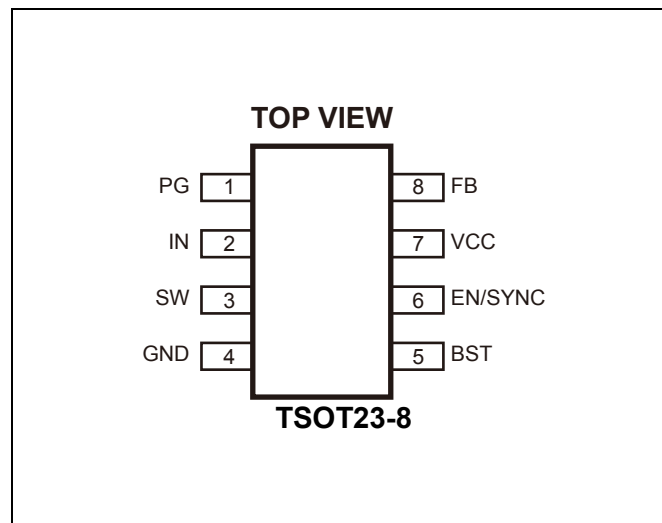 TOP VIEW
PG 1 8 FB
IN 2 7 VCC
SW 3 6 EN/SYNC
GND 4 5 BST
TSOT23-8